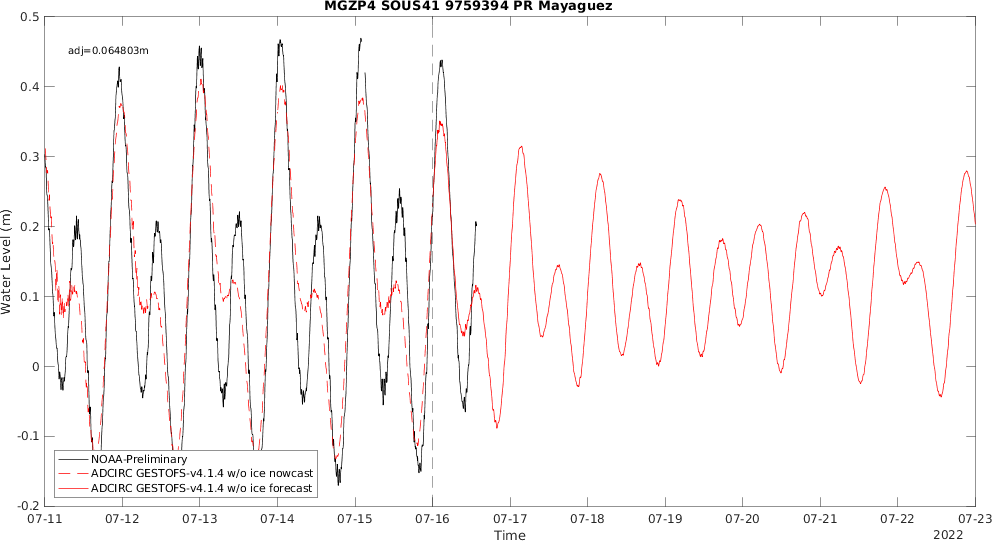 MGZP4 SOUS41 9759394 PR Mayaguez
adj=0.064803m
0.5
0.4
0.3
0.2
0.1
0
-0.1
-0.2
Water Level (m)
NOAA-Preliminary
ADCIRC GESTOFS-v4.1.4 w/o ice nowcast
ADCIRC GESTOFS-v4.1.4 w/o ice forecast
07-11 07-12 07-13 07-14 07-15 07-16 07-17 07-18 07-19 07-20 07-21 07-22 07-23
Time
2022